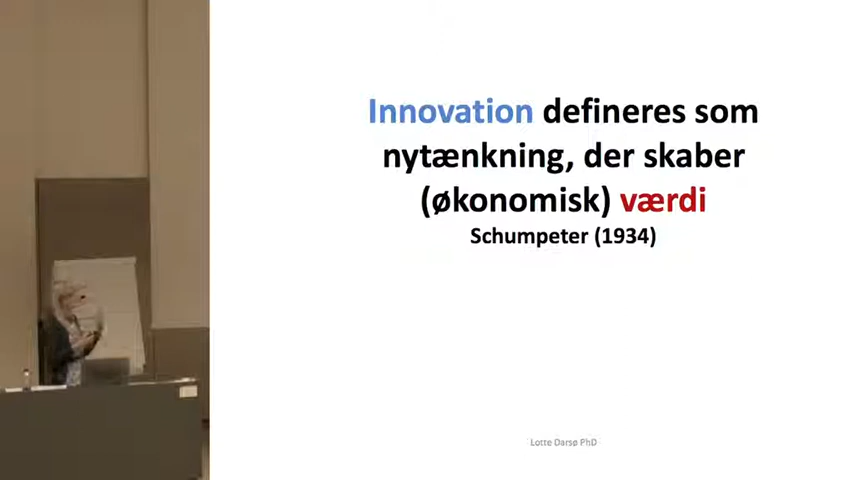 Innovation defineres som
nytænkning, der skaber
(økonomisk) værdi
Schumpeter (1934)
Lotte Darsø PhD